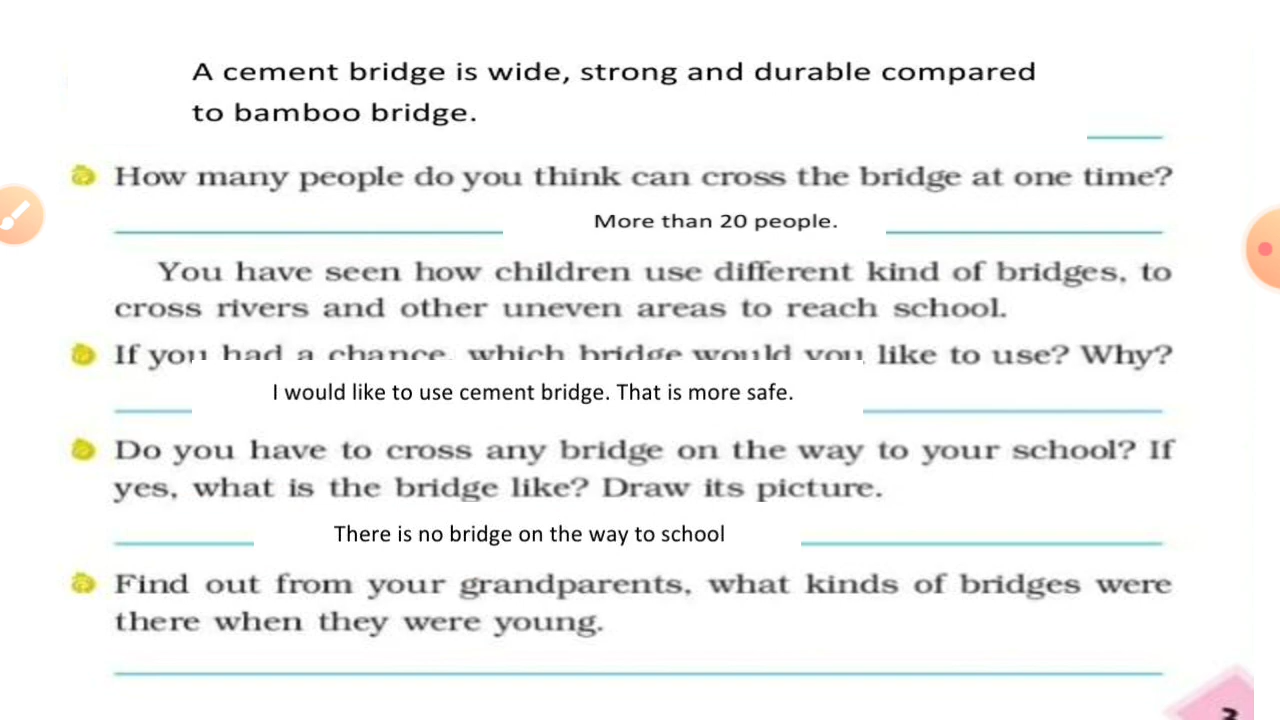 A cement bridge is wide, strong and durable compared
to bamboo bridge.
How many people do you think can cross the bridge at one time?
More than 20 people.
You have seen how children use different kind of bridges, to
cross rivers and other uneven areas to reach school.
If you had a chance, which bridge would you like to use? Why?
I would like to use cement bridge. That is more safe.
Do you have to cross any bridge on the way to your school? If
yes, what is the bridge like? Draw its picture.
There is no bridge on the way to school
Find out from your grandparents, what kinds of bridges were
there when they were young.